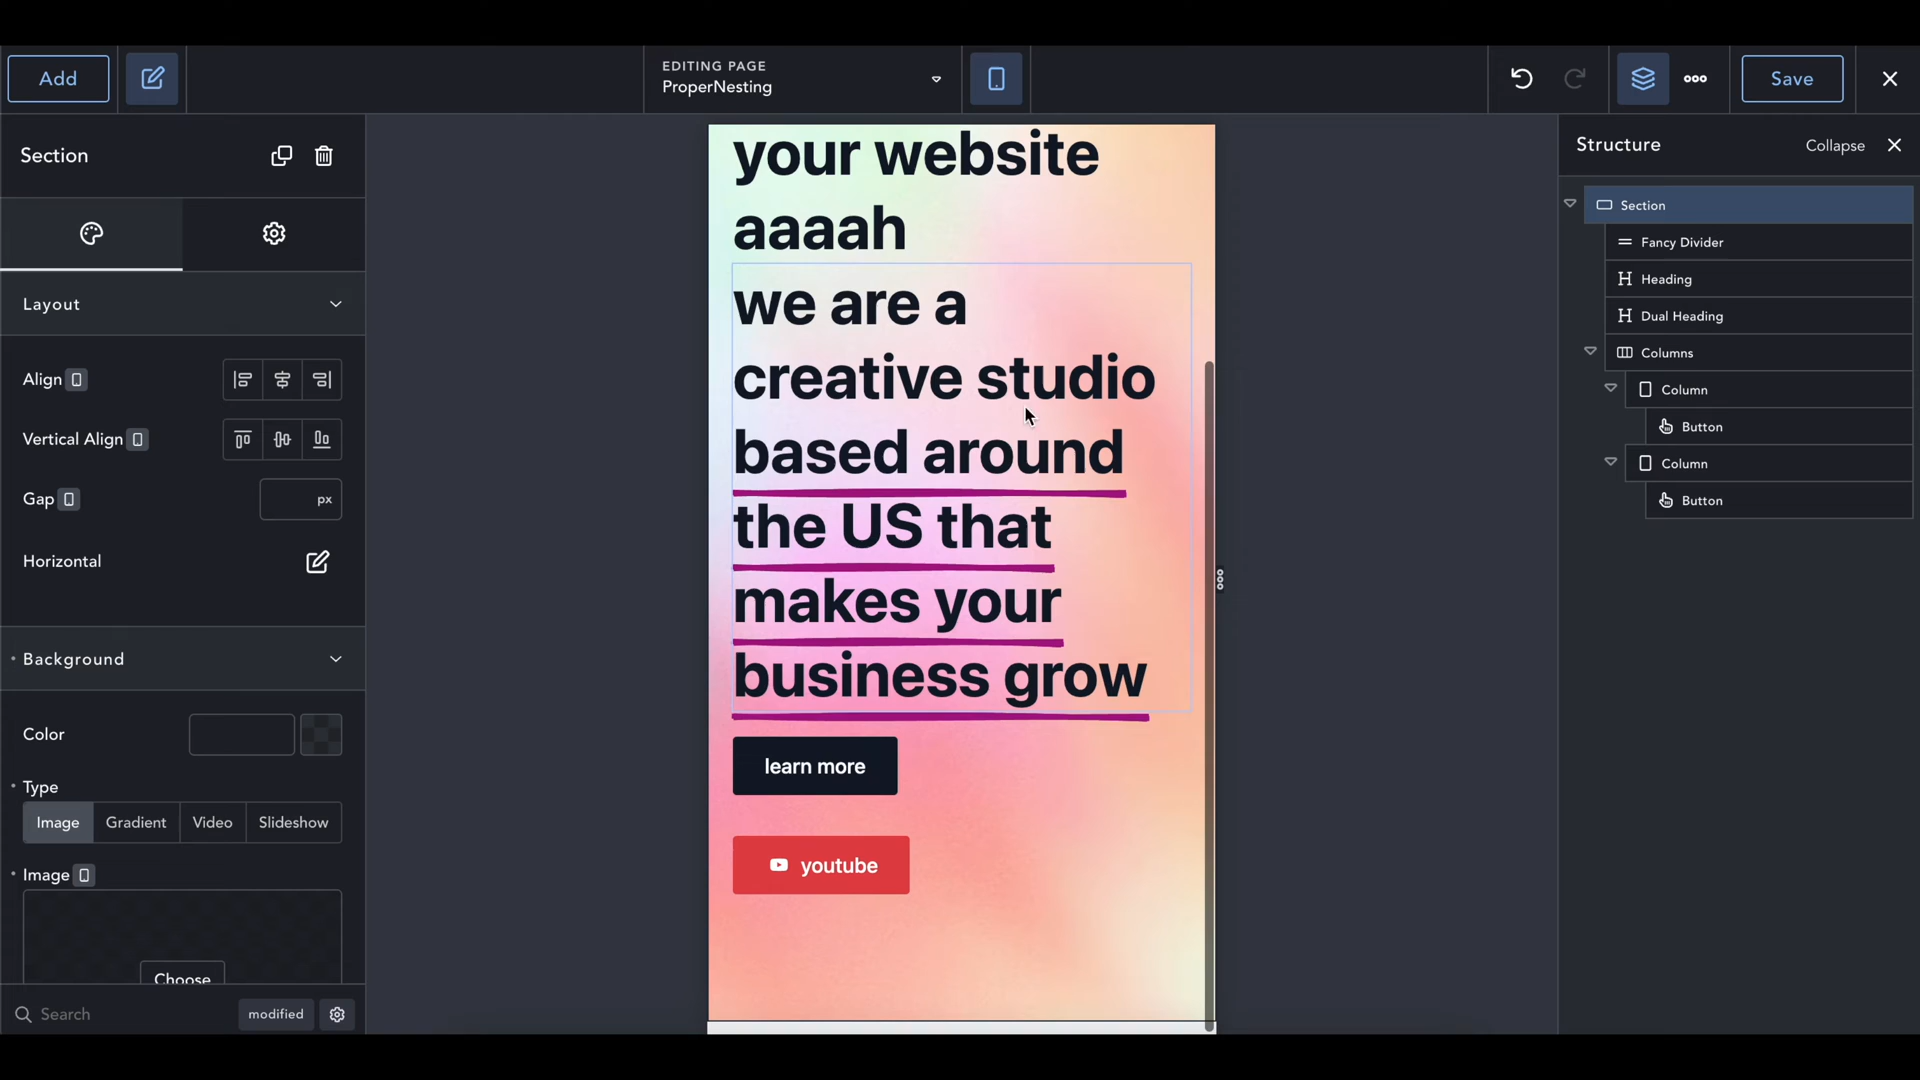 Add
EDITING PAGE
ProperNesting
Save
Section
Layout
Align
Vertical Align
Gap
px
Horizontal
Background
Color
Type
Image
Gradient
Video
Slideshow
Image
Choose
Search
modified
your website
aaaah
we are a
creative studio
based around
the US that
makes your
business grow
learn more
youtube
Structure
Collapse
Section
Fancy Divider
Heading
Dual Heading
Columns
Column
Button
Column
Button